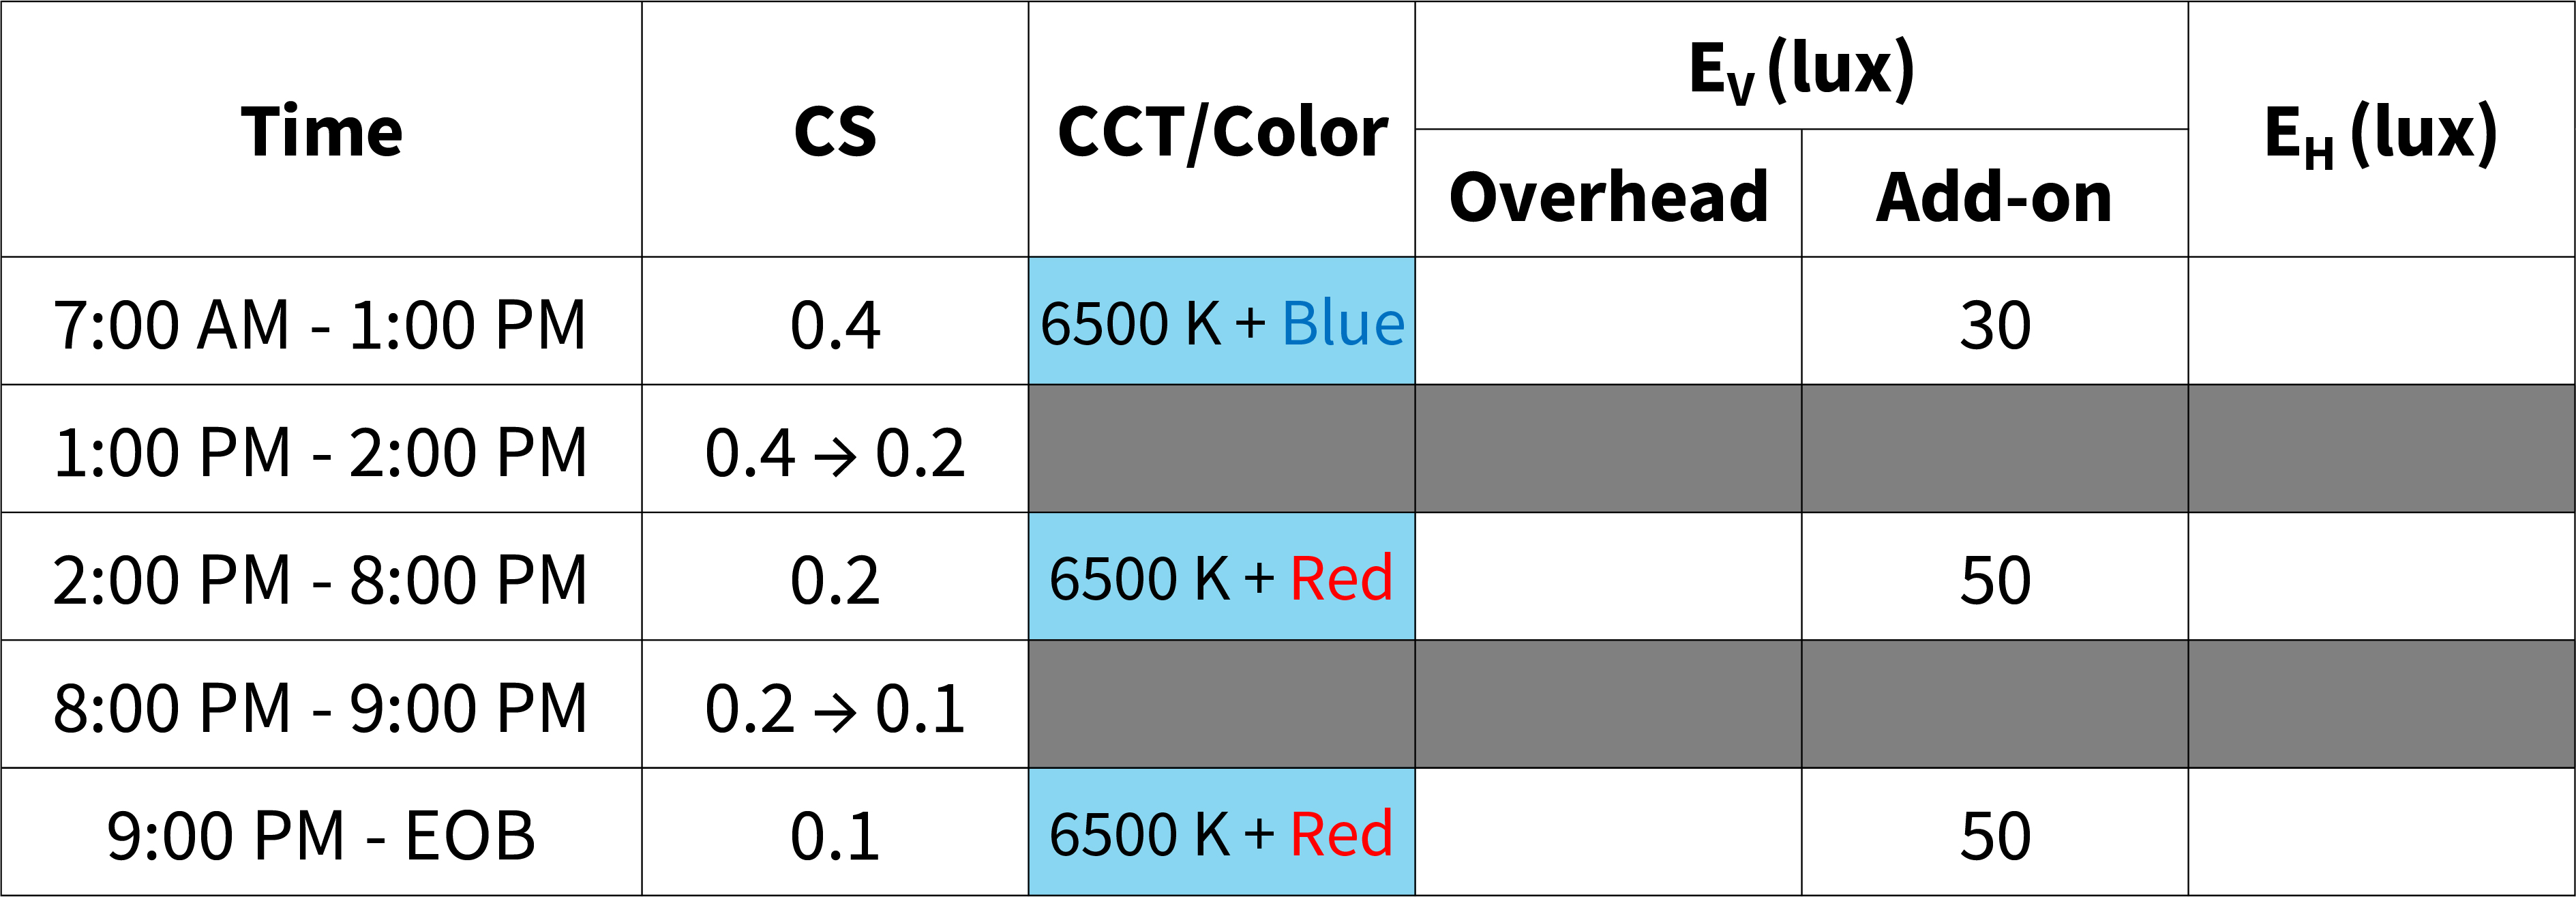 Time CS CCT/Color E_V (lux) E_H (lux)
Overhead Add-on
7:00 AM - 1:00 PM 0.4 6500 K + Blue 30
1:00 PM - 2:00 PM 0.4 → 0.2
2:00 PM - 8:00 PM 0.2 6500 K + Red 50
8:00 PM - 9:00 PM 0.2 → 0.1
9:00 PM - EOB 0.1 6500 K + Red 50